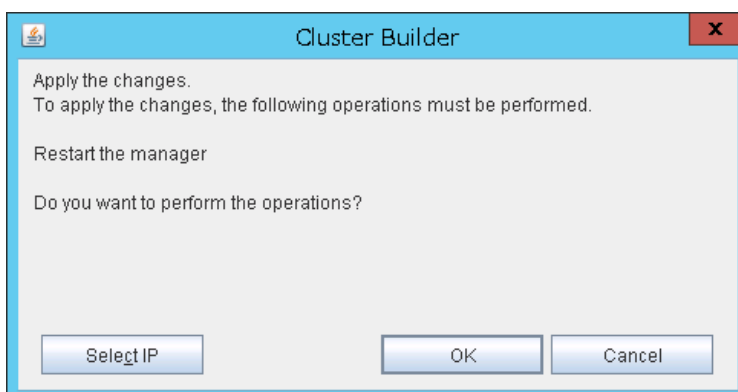 Cluster Builder
x
Apply the changes.
To apply the changes, the following operations must be performed.
Restart the manager
Do you want to perform the operations?
Select IP
OK
Cancel